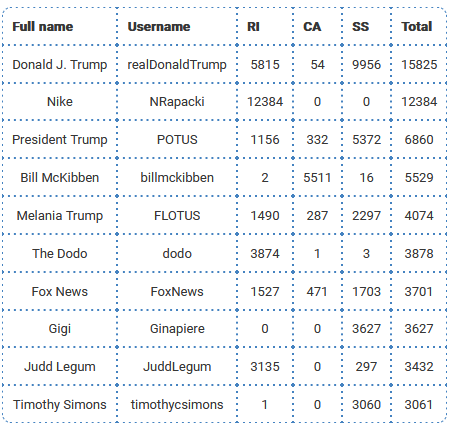 Full name Username RI CA SS Total
Donald J. Trump realDonaldTrump 5815 54 9956 15825
Nike NRapacki 12384 0 0 12384
President Trump POTUS 1156 332 5372 6860
Bill McKibben billmckibben 2 5511 16 5529
Melania Trump FLOTUS 1490 287 2297 4074
The Dodo dodo 3874 1 3 3878
Fox News FoxNews 1527 471 1703 3701
Gigi Ginapiere 0 0 3627 3627
Judd Legum JuddLegum 3135 0 297 3432
Timothy Simons timothycsimons 1 0 3060 3061